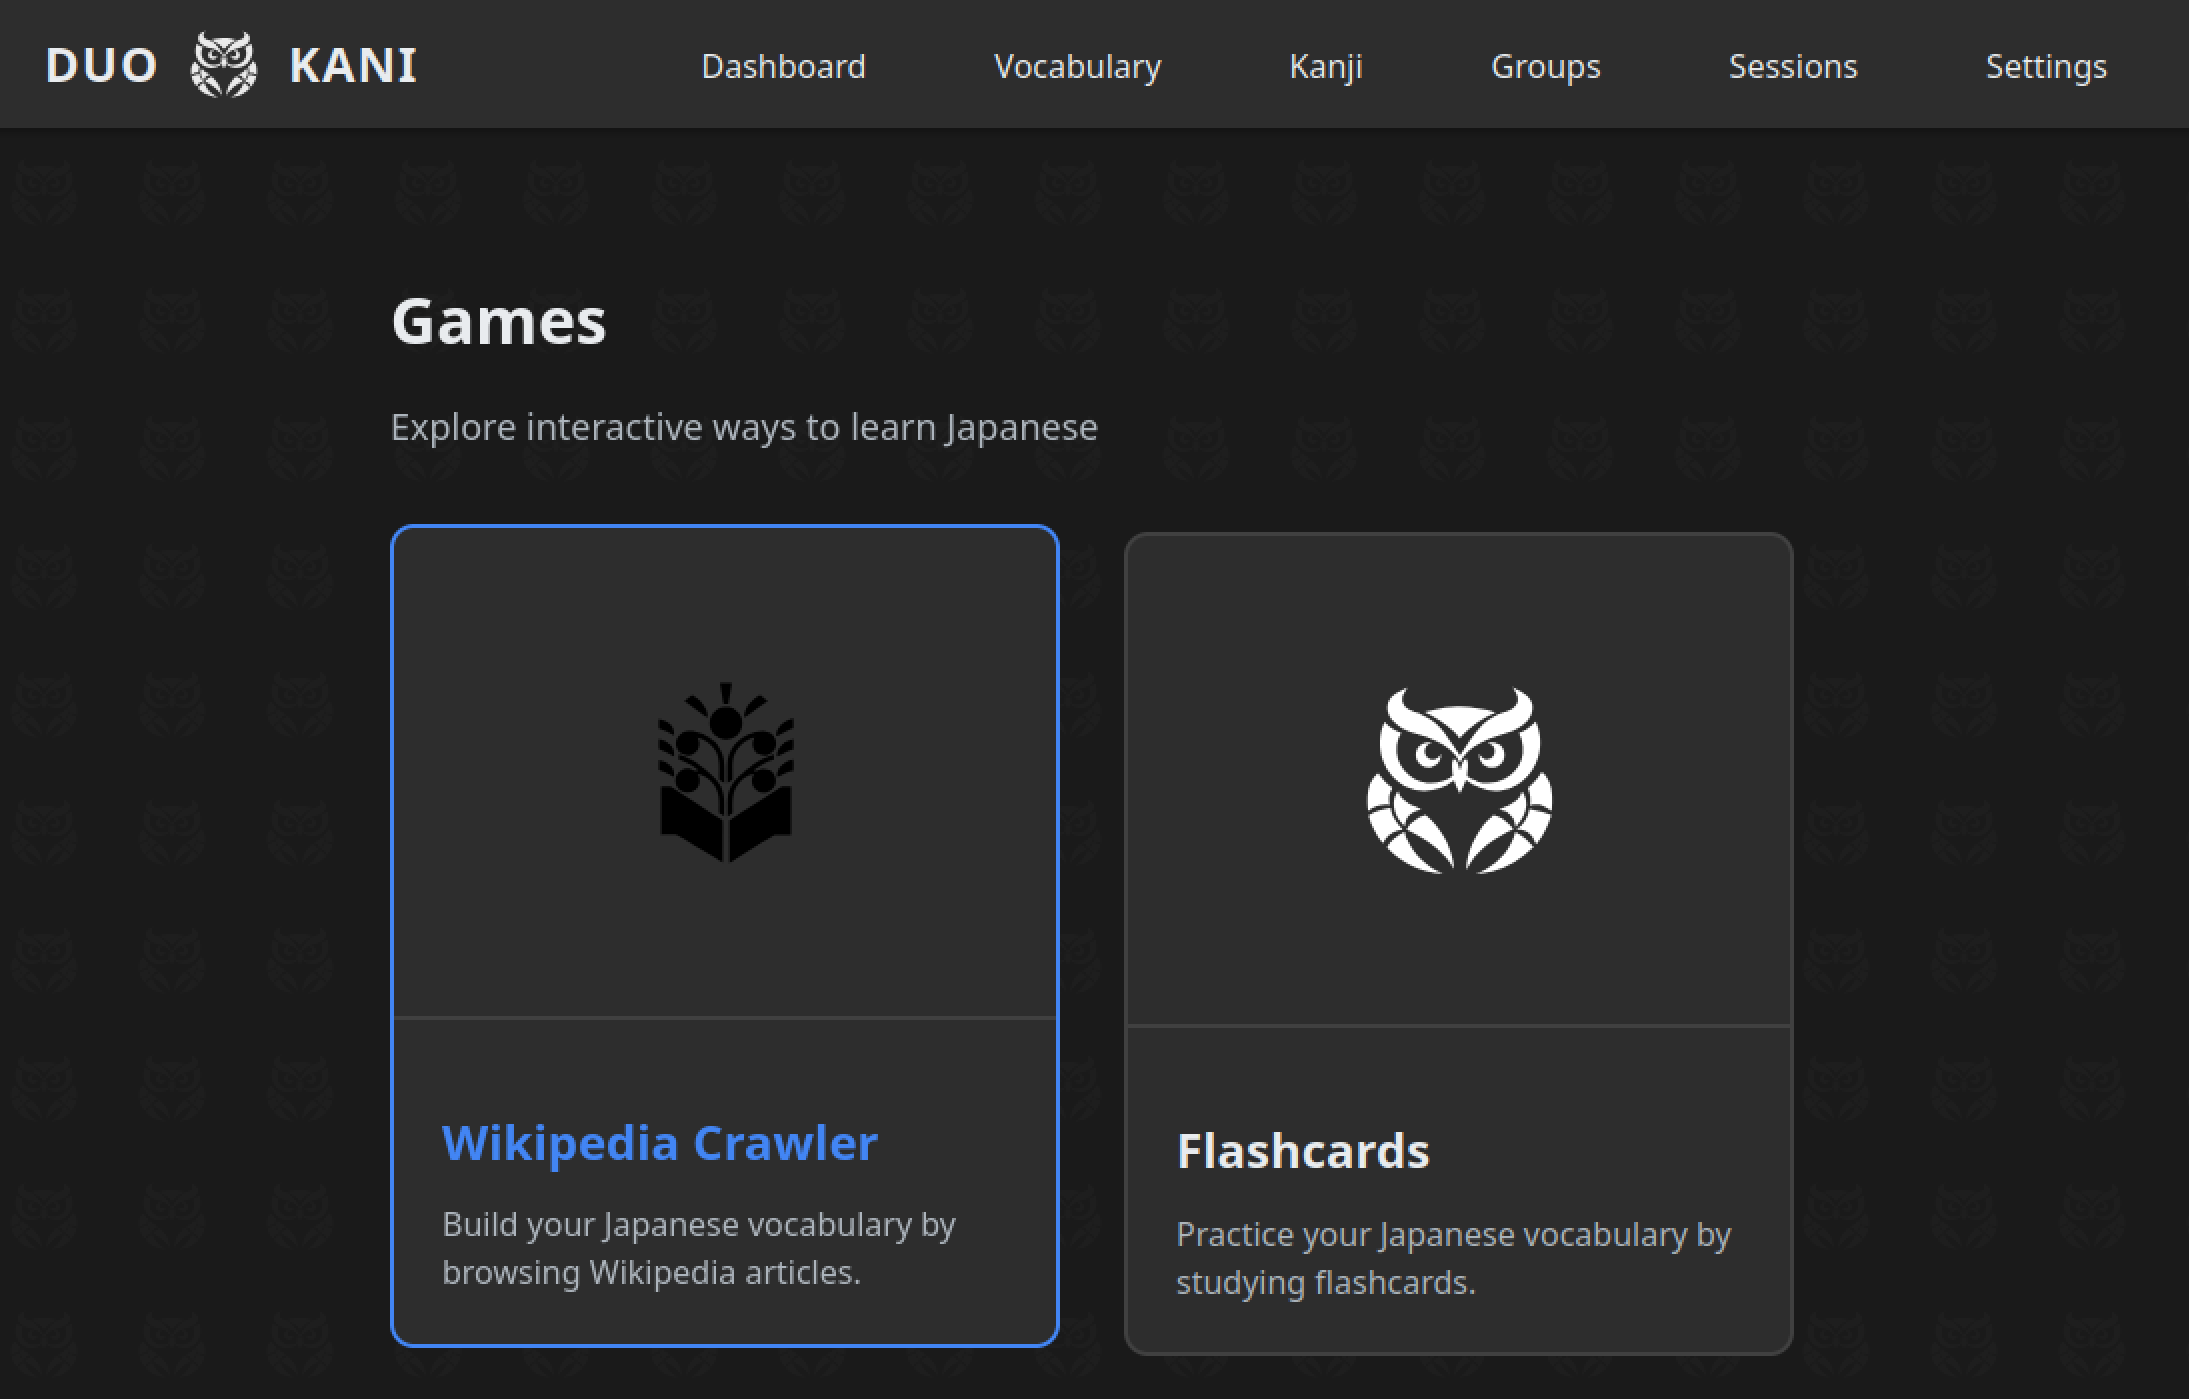 DUO KANI
Dashboard
Vocabulary
Kanji
Groups
Sessions
Settings
Games
Explore interactive ways to learn Japanese
Wikipedia Crawler
Build your Japanese vocabulary by
browsing Wikipedia articles.
Flashcards
Practice your Japanese vocabulary by
studying flashcards.